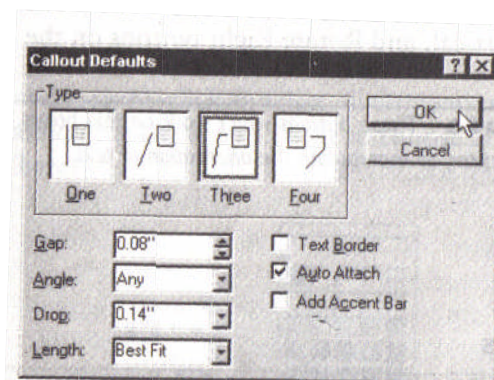 Callout Defaults
Type
OK
Cancel
One Two Three Four
Gap: 0.08"
Text Border
Angle: Any
Auto Attach
Drop: 0.14"
Add Accent Bar
Length: Best Fit